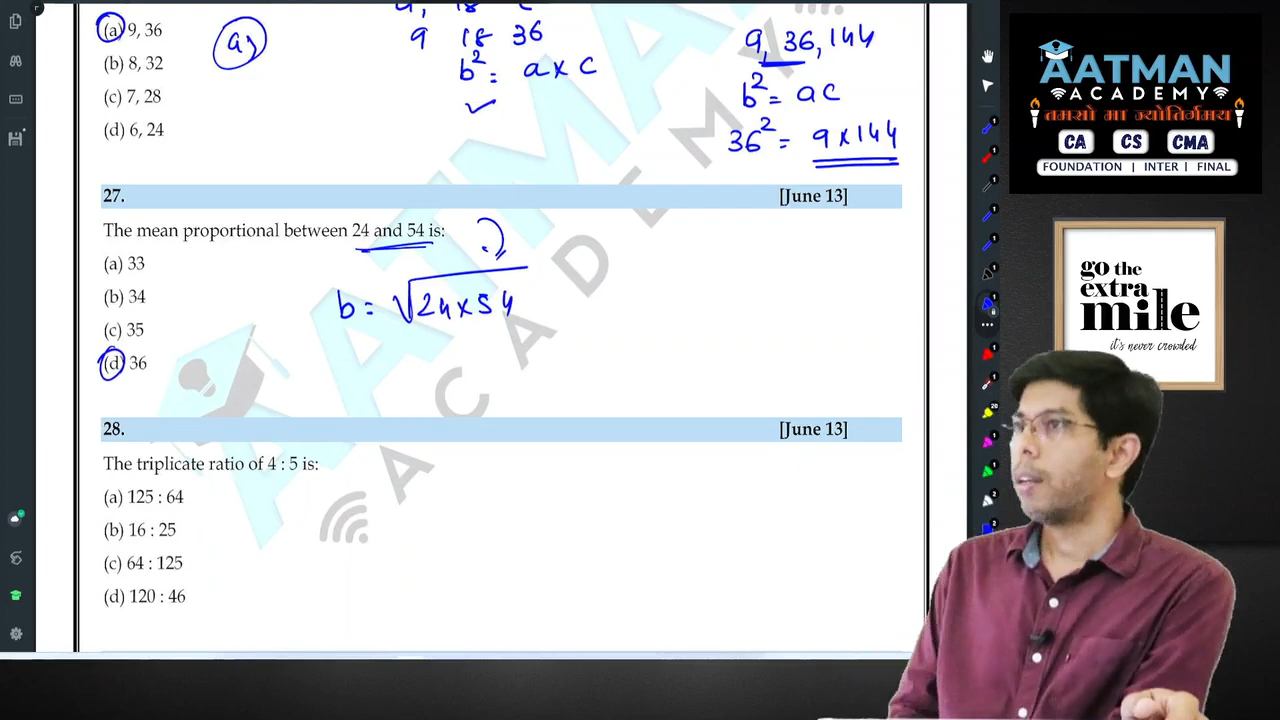 (a) 9, 36
(b) 8, 32
(c) 7, 28
(d) 6, 24
a)
9 18 36
b² = a × c
9, 36, 144
b² = ac
36² = 9 × 144
27. [June 13]
The mean proportional between 24 and 54 is:
(a) 33
(b) 34
(c) 35
(d) 36
b = √24×54
28. [June 13]
The triplicate ratio of 4 : 5 is:
(a) 125 : 64
(b) 16 : 25
(c) 64 : 125
(d) 120 : 46
AATMAN
ACADEMY
AATMAN
ACADEMY
तमसो मा ज्योतिर्गमय
CA CS CMA
FOUNDATION | INTER | FINAL
go the
extra
mile
it's never crowded